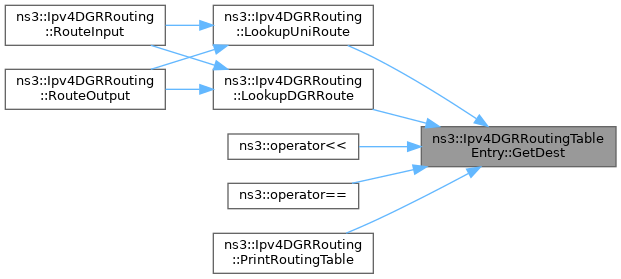 ns3::Ipv4DGRRouting
::RouteInput
ns3::Ipv4DGRRouting
::RouteOutput
ns3::Ipv4DGRRouting
::LookupUniRoute
ns3::Ipv4DGRRouting
::LookupDGRRoute
ns3::operator<<
ns3::operator==
ns3::Ipv4DGRRouting
::PrintRoutingTable
ns3::Ipv4DGRRoutingTable
Entry::GetDest